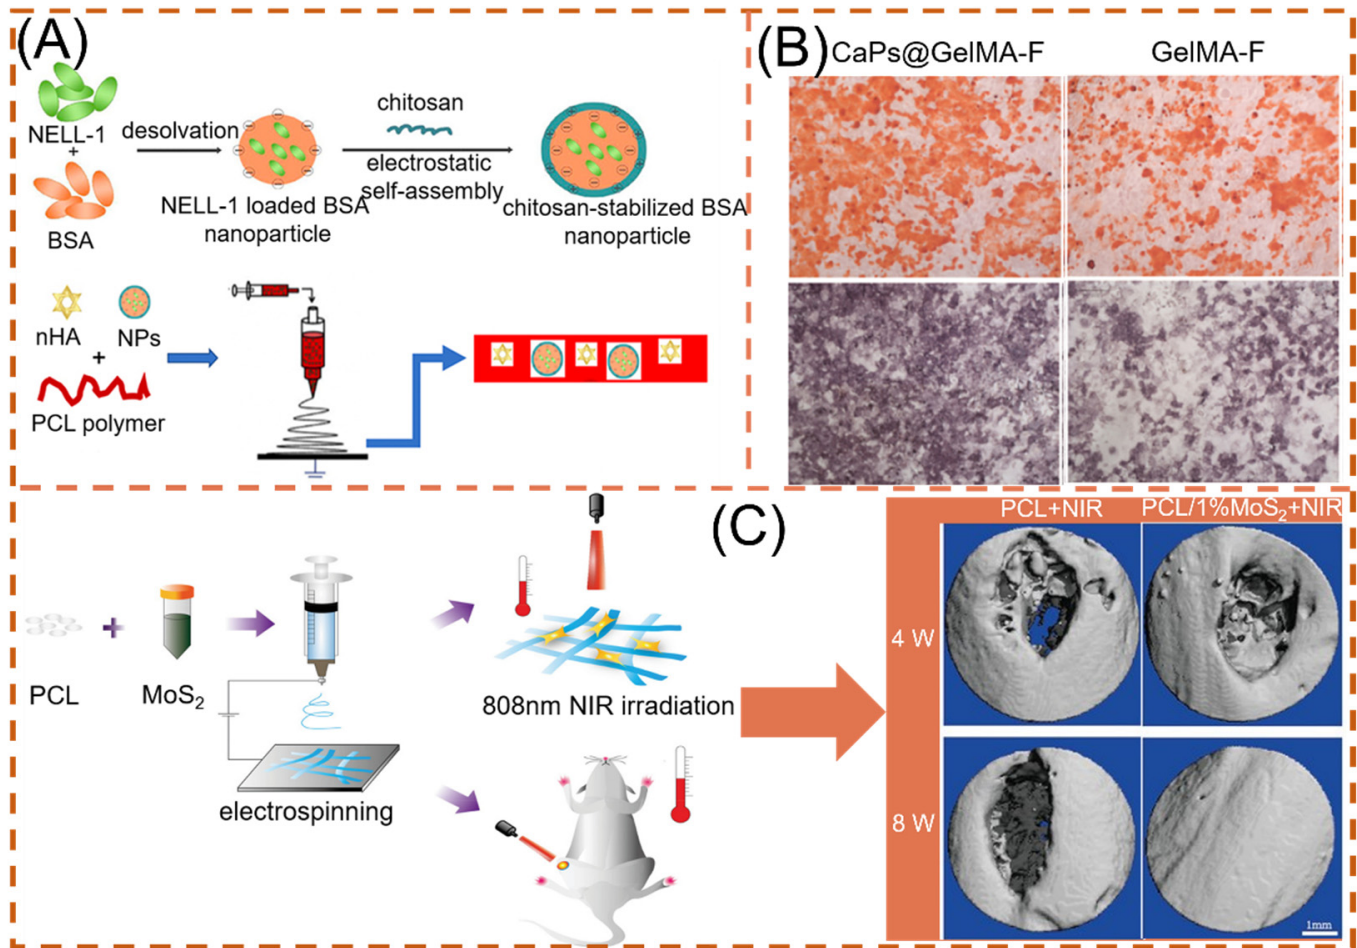 (A)
NELL-1
+
BSA
desolvation
NELL-1 loaded BSA
nanoparticle
chitosan
electrostatic
self-assembly
chitosan-stabilized BSA
nanoparticle
nHA
NPs
+
PCL polymer
(B)
CaPs@GelMA-F
GelMA-F
(C)
PCL
+
MoS₂
electrospinning
808nm NIR irradiation
PCL+NIR
PCL/1%MoS₂+NIR
4 W
8 W
1mm